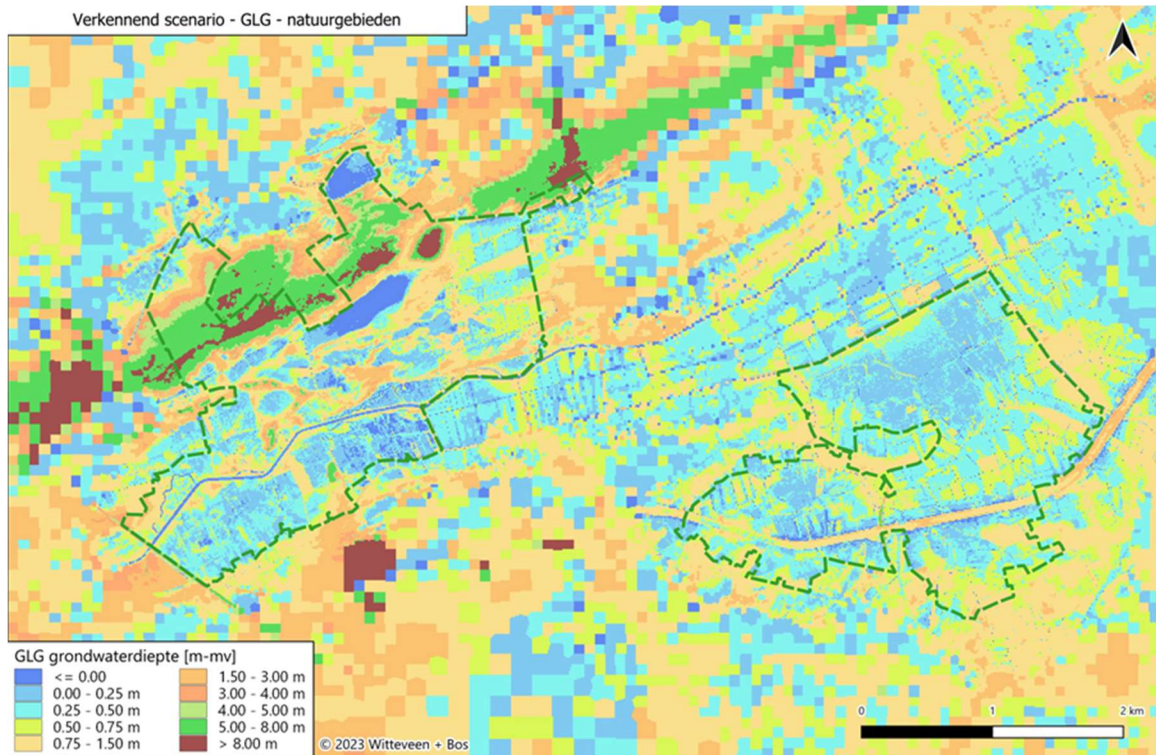 Verkennend scenario - GLG - natuurgebieden
GLG grondwaterdiepte [m-mv]
<= 0.00
0.00 - 0.25 m
0.25 - 0.50 m
0.50 - 0.75 m
0.75 - 1.50 m
1.50 - 3.00 m
3.00 - 4.00 m
4.00 - 5.00 m
5.00 - 8.00 m
> 8.00 m
© 2023 Witteveen + Bos
0 1 2 km